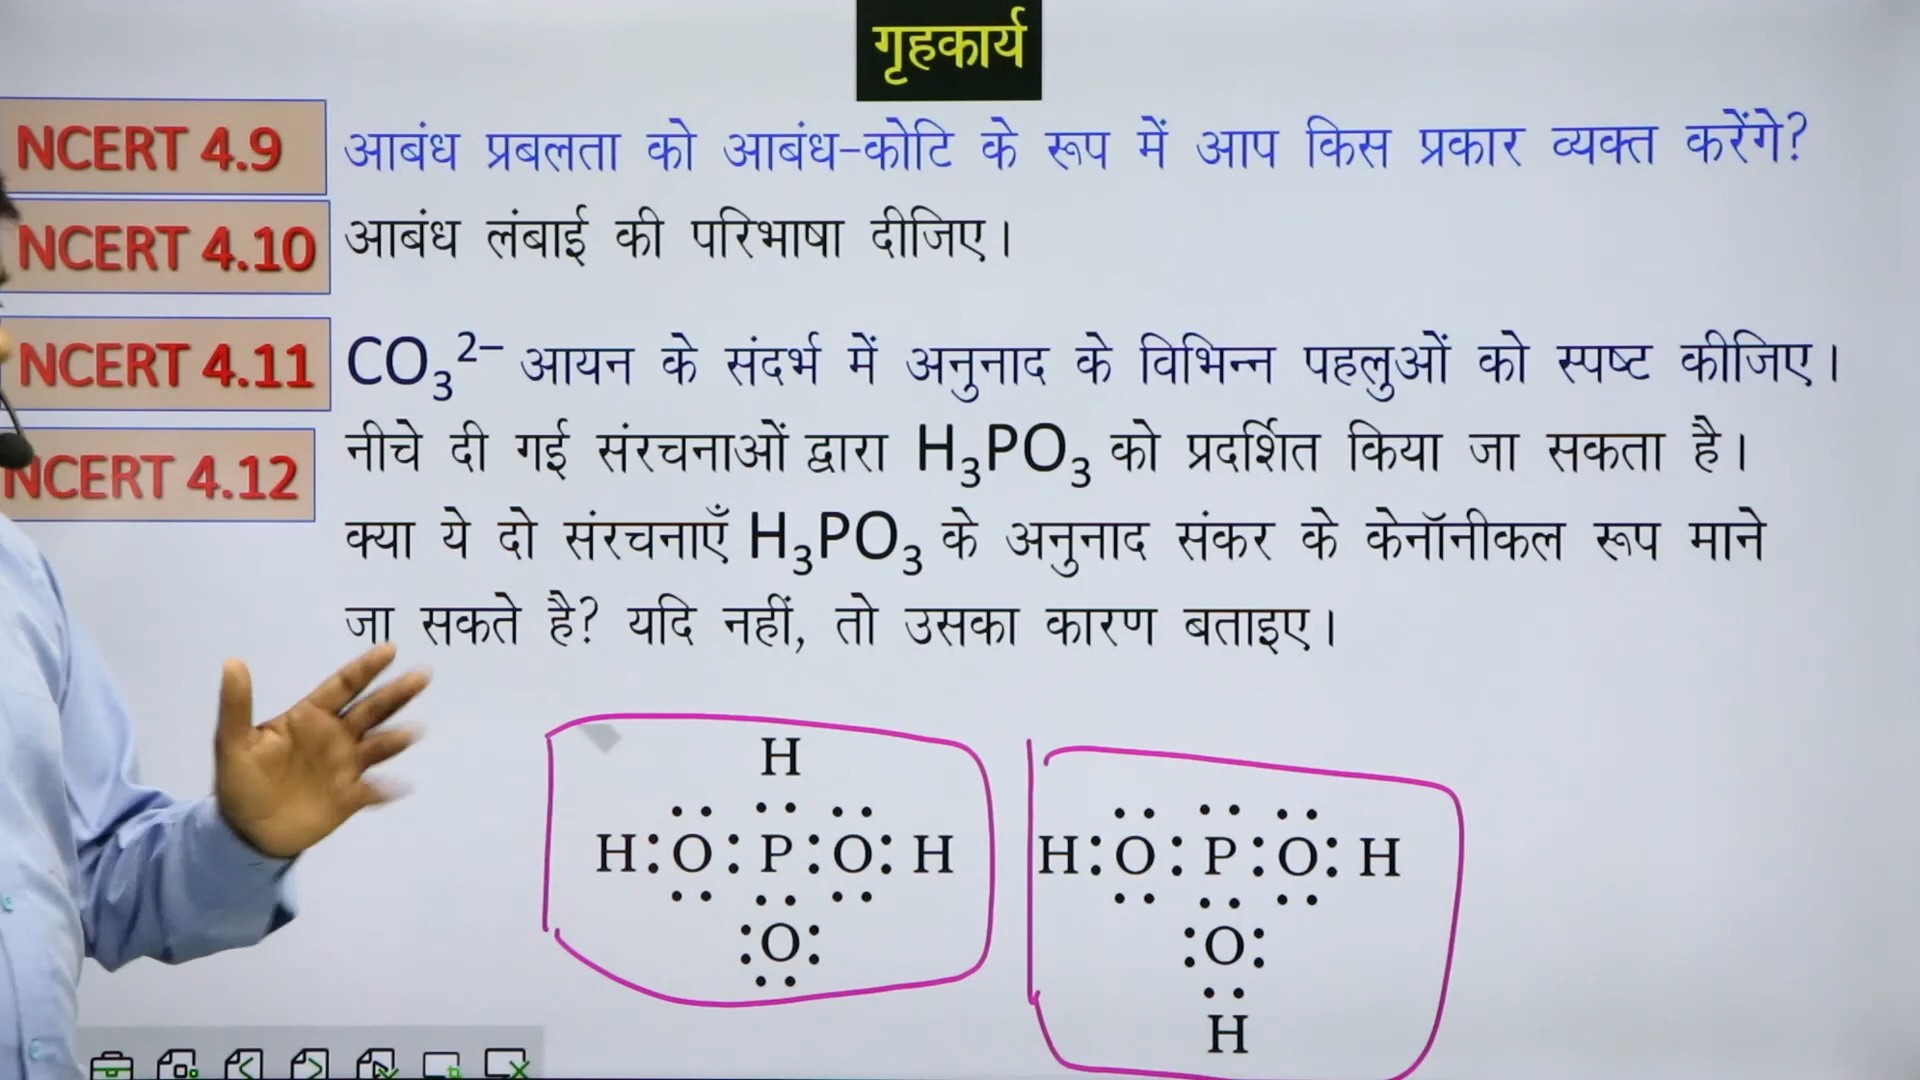 गृहकार्य
NCERT 4.9 आबंध प्रबलता को आबंध-कोटि के रूप में आप किस प्रकार व्यक्त करेंगे?
NCERT 4.10 आबंध लंबाई की परिभाषा दीजिए।
NCERT 4.11 CO₃²⁻ आयन के संदर्भ में अनुनाद के विभिन्न पहलुओं को स्पष्ट कीजिए।
NCERT 4.12 नीचे दी गई संरचनाओं द्वारा H₃PO₃ को प्रदर्शित किया जा सकता है।
क्या ये दो संरचनाएँ H₃PO₃ के अनुनाद संकर के केनॉनीकल रूप माने
जा सकते है? यदि नहीं, तो उसका कारण बताइए।
H
H:O:P:O:H H:O:P:O:H
:O: :O:
H